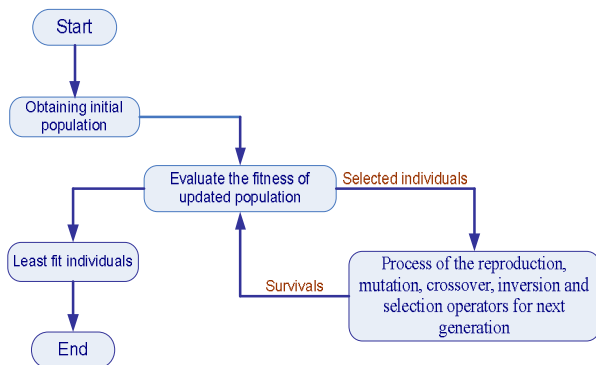 Start
Obtaining initial
population
Evaluate the fitness of
updated population
Selected individuals
Least fit individuals
Process of the reproduction,
mutation, crossover, inversion and
selection operators for next
generation
Survivals
End